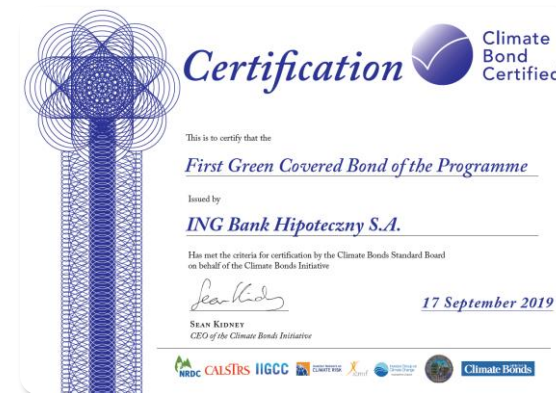 Certification
Climate
Bond
Certified
This is to certify that the
First Green Covered Bond of the Programme
Issued by
ING Bank Hipoteczny S.A.
Has met the criteria for certification by the Climate Bonds Standard Board
on behalf of the Climate Bonds Initiative
17 September 2019
SEAN KIDNEY
CEO of the Climate Bonds Initiative
NRDC CALSTRS IIGCC CLIMATE RISK Climate Bonds